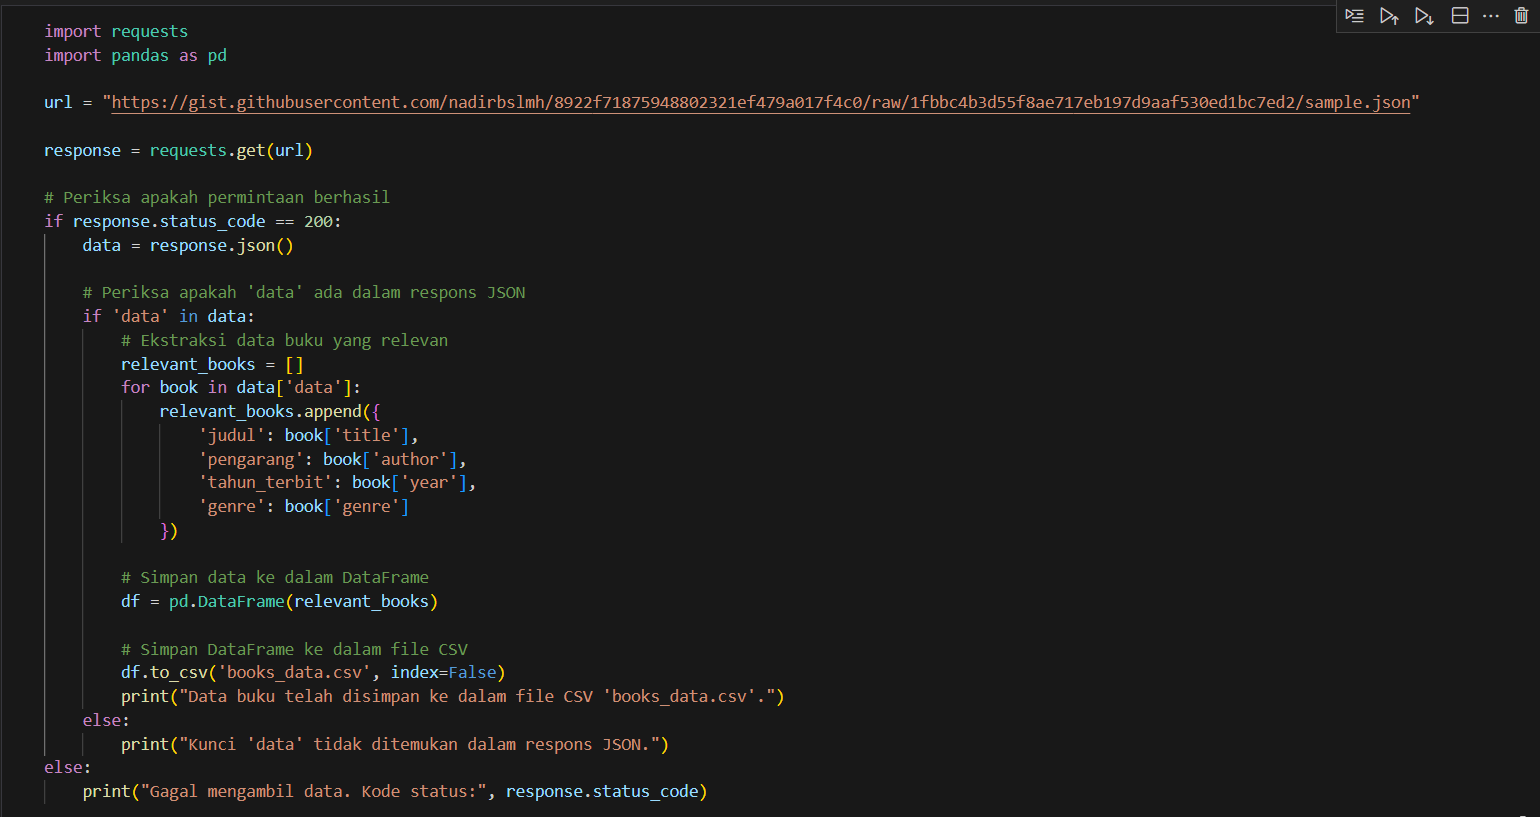 import requests
import pandas as pd
url = "https://gist.githubusercontent.com/nadirbslmh/8922f71875948802321ef479a017f4c0/raw/1fbbc4b3d55f8ae717eb197d9aaf530ed1bc7ed2/sample.json"
response = requests.get(url)
# Periksa apakah permintaan berhasil
if response.status_code == 200:
    data = response.json()
    # Periksa apakah 'data' ada dalam respons JSON
    if 'data' in data:
        # Ekstraksi data buku yang relevan
        relevant_books = []
        for book in data['data']:
            relevant_books.append({
                'judul': book['title'],
                'pengarang': book['author'],
                'tahun_terbit': book['year'],
                'genre': book['genre']
            })
        # Simpan data ke dalam DataFrame
        df = pd.DataFrame(relevant_books)
        # Simpan DataFrame ke dalam file CSV
        df.to_csv('books_data.csv', index=False)
        print("Data buku telah disimpan ke dalam file CSV 'books_data.csv'.")
    else:
        print("Kunci 'data' tidak ditemukan dalam respons JSON.")
else:
    print("Gagal mengambil data. Kode status:", response.status_code)